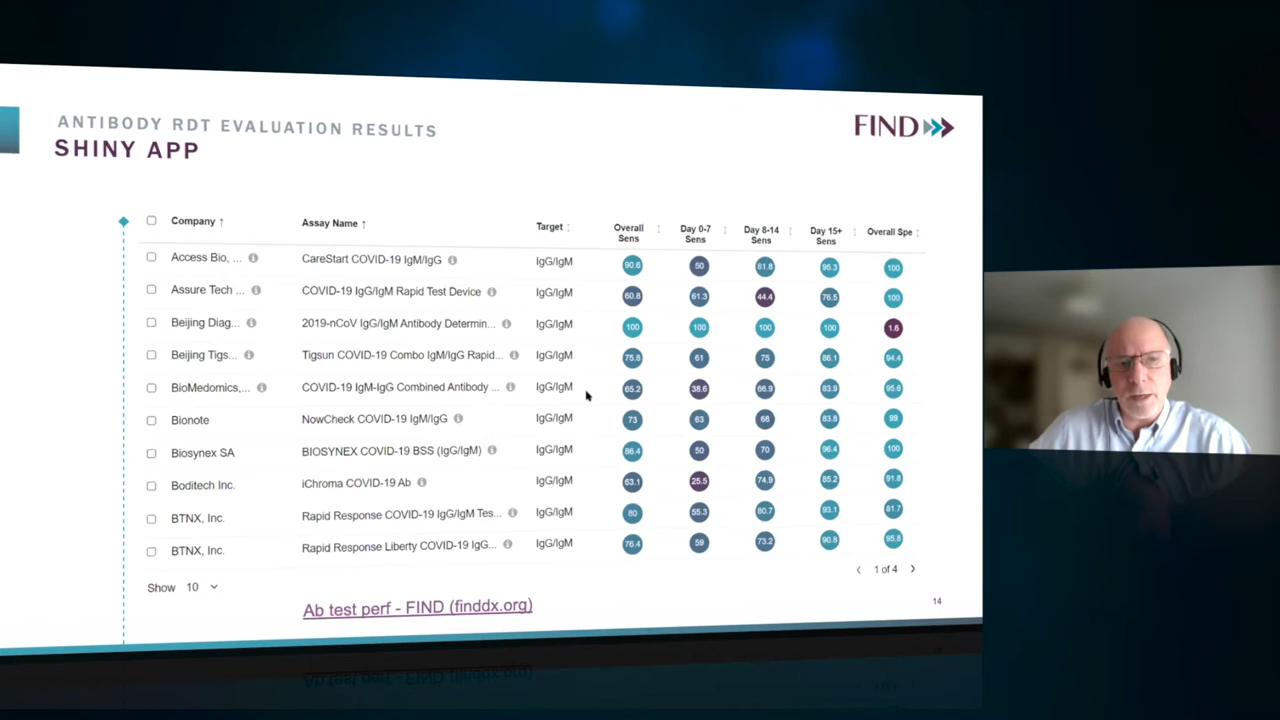 ANTIBODY RDT EVALUATION RESULTS
SHINY APP
FIND
Company ↑ Assay Name ↑ Target Overall Sens Day 0-7 Sens Day 8-14 Sens Day 15+ Sens Overall Spe
Access Bio, ... CareStart COVID-19 IgM/IgG IgG/IgM 90.6 50 81.8 95.3 100
Assure Tech ... COVID-19 IgG/IgM Rapid Test Device IgG/IgM 60.8 61.3 44.4 76.5 100
Beijing Diag... 2019-nCoV IgG/IgM Antibody Determin... IgG/IgM 100 100 100 100 1.6
Beijing Tigs... Tigsun COVID-19 Combo IgM/IgG Rapid... IgG/IgM 75.8 61 75 86.1 94.4
BioMedomics,... COVID-19 IgM-IgG Combined Antibody ... IgG/IgM 65.2 38.6 66.9 83.9 95.6
Bionote NowCheck COVID-19 IgM/IgG IgG/IgM 73 63 68 83.8 99
Biosynex SA BIOSYNEX COVID-19 BSS (IgG/IgM) IgG/IgM 86.4 50 70 96.4 100
Boditech Inc. iChroma COVID-19 Ab IgG/IgM 63.1 25.5 74.9 85.2 91.8
BTNX, Inc. Rapid Response COVID-19 IgG/IgM Tes... IgG/IgM 80 55.3 80.7 93.1 81.7
BTNX, Inc. Rapid Response Liberty COVID-19 IgG... IgG/IgM 76.4 59 73.2 90.8 95.8
1 of 4
Show 10
Ab test perf - FIND (finddx.org)
14